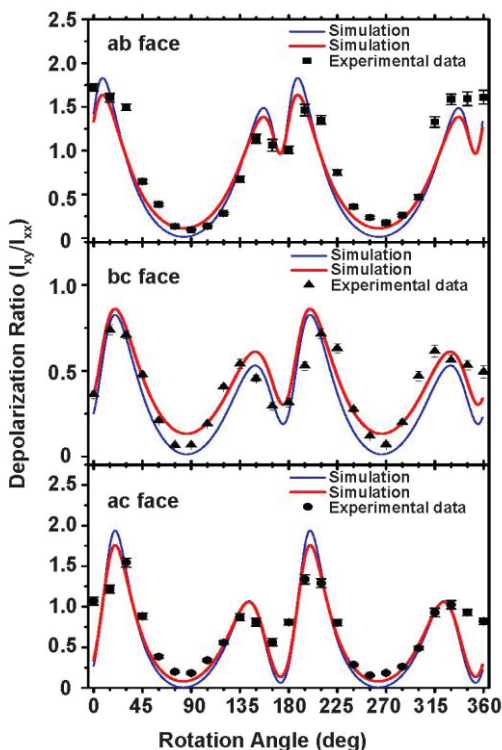 ab face
Simulation
Simulation
Experimental data
2.5
2.0
1.5
1.0
0.5
0
bc face
Simulation
Simulation
Experimental data
1.0
0.5
0
ac face
Simulation
Simulation
Experimental data
2.5
2.0
1.5
1.0
0.5
0
Depolarization Ratio (Ixy/Ixx)
0 45 90 135 180 225 270 315 360
Rotation Angle (deg)